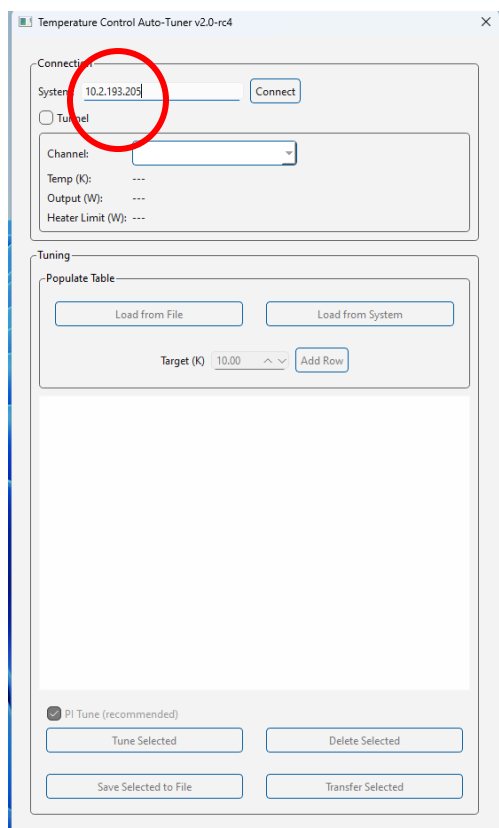 Temperature Control Auto-Tuner v2.0-rc4
Connection
System: 10.2.193.205 Connect
Tunnel
Channel:
Temp (K): ---
Output (W): ---
Heater Limit (W): ---
Tuning
Populate Table
Load from File Load from System
Target (K) 10.00 Add Row
PI Tune (recommended)
Tune Selected Delete Selected
Save Selected to File Transfer Selected